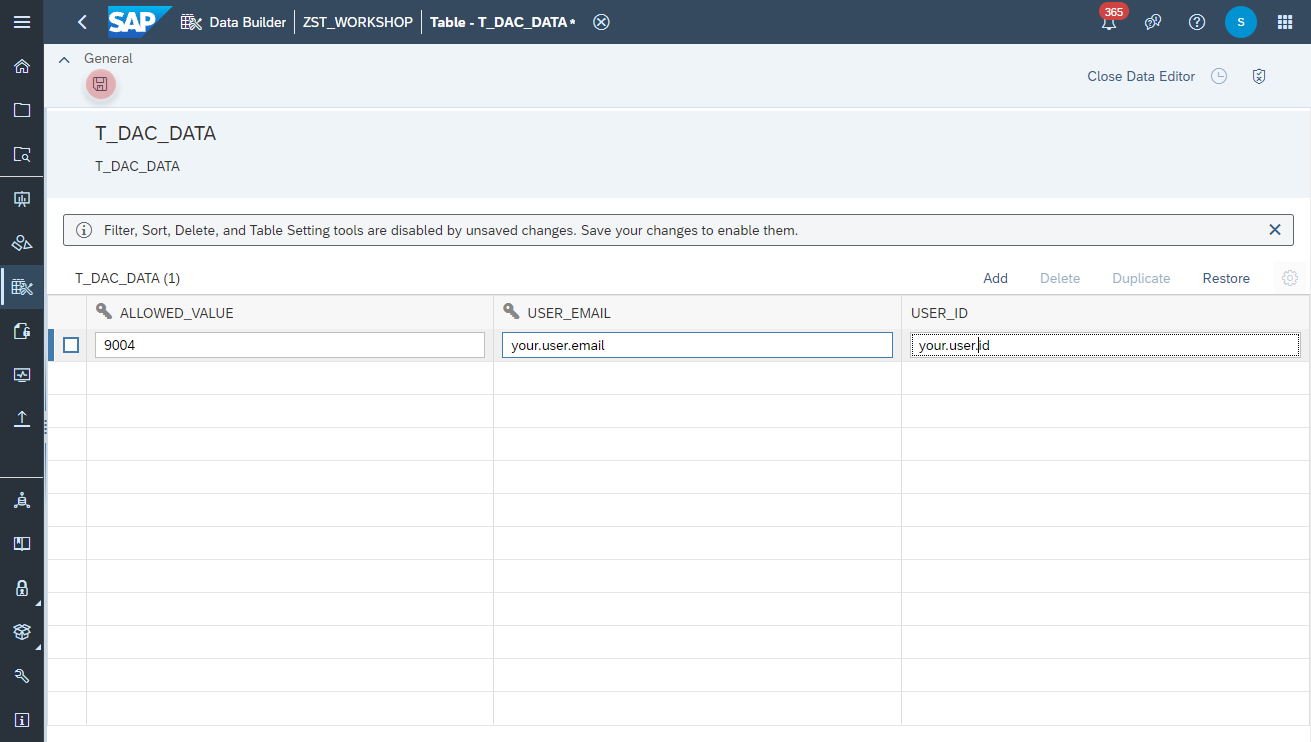 SAP Data Builder ZST_WORKSHOP Table - T_DAC_DATA* 365 S
General
Close Data Editor
T_DAC_DATA
T_DAC_DATA
Filter, Sort, Delete, and Table Setting tools are disabled by unsaved changes. Save your changes to enable them.
T_DAC_DATA (1) Add Delete Duplicate Restore
ALLOWED_VALUE USER_EMAIL USER_ID
9004 your.user.email your.user.id